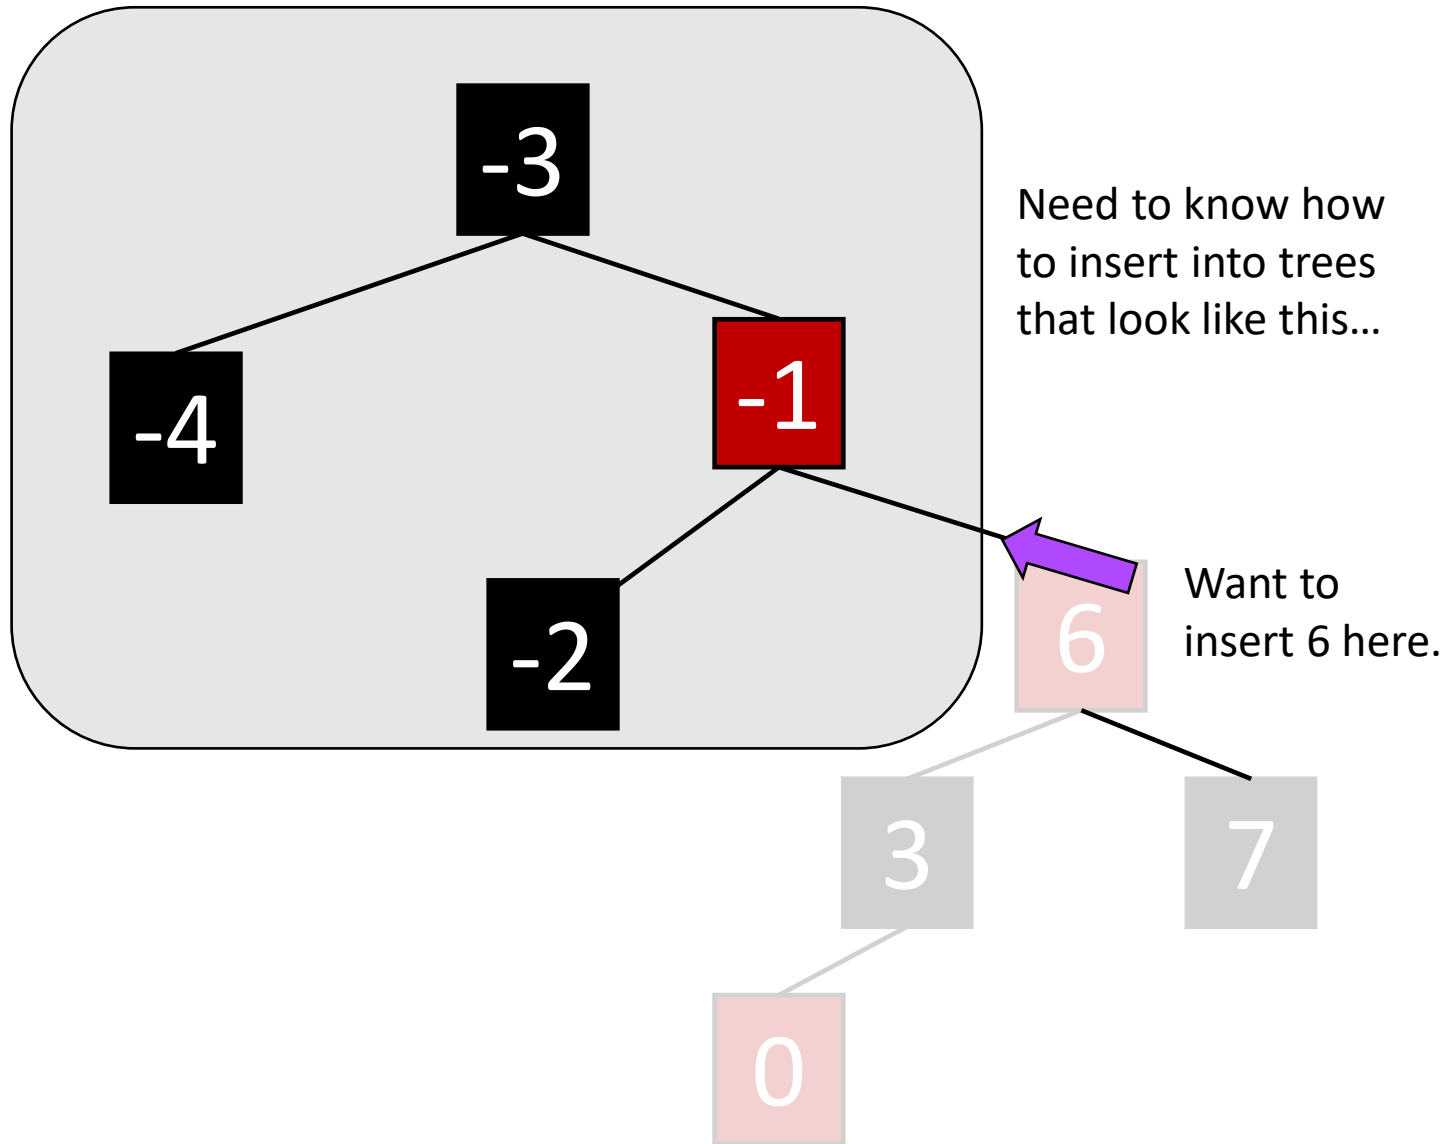 -3
Need to know how
to insert into trees
that look like this…
-4
-1
Want to
insert 6 here.
6
-2
3
7
0